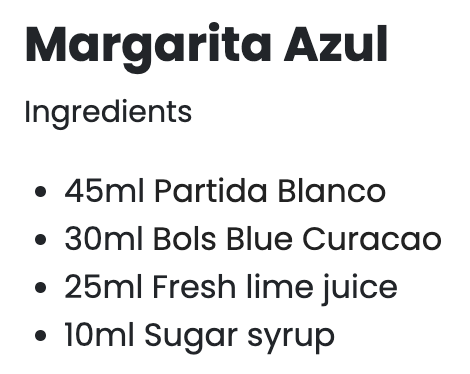 Margarita Azul
Ingredients
• 45ml Partida Blanco
• 30ml Bols Blue Curacao
• 25ml Fresh lime juice
• 10ml Sugar syrup